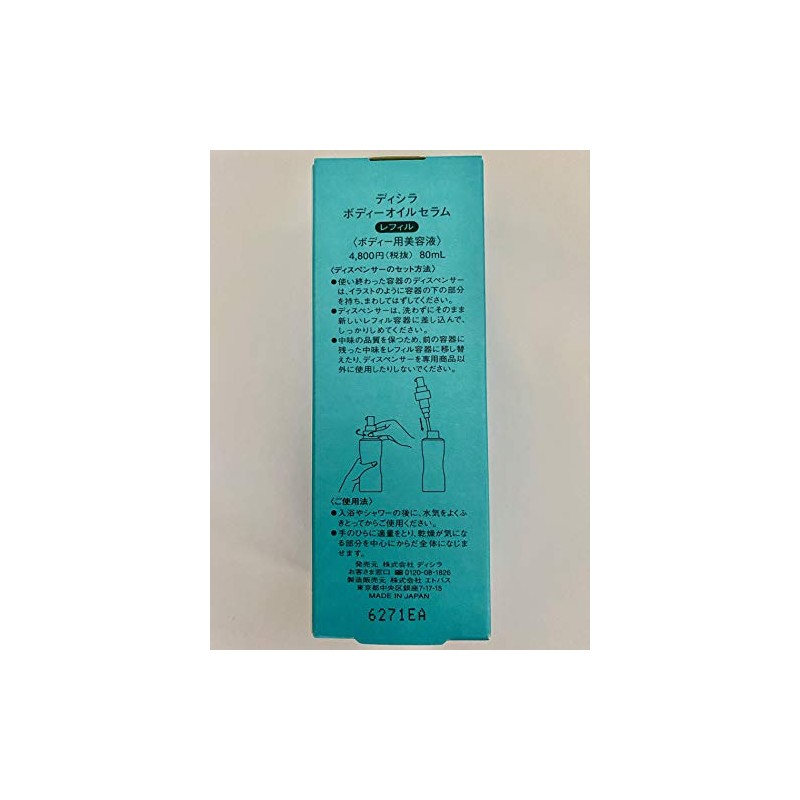 ディシラ
ボディーオイルセラム
レフィル
〈ボディー用美容液〉
4,800円(税抜) 80mL
〈ディスペンサーのセット方法〉
●使い終わった容器のディスペンサー
は、イラストのように容器の下の部分
を持ち、まわしてはずしてください。
●ディスペンサーは、洗わずにそのまま
新しいレフィル容器に差し込んで、
しっかりしめてください。
●中味の品質を保つため、前の容器に
残った中味をレフィル容器に移し替
えたり、ディスペンサーを専用商品以
外に使用したりしないでください。
〈ご使用法〉
●入浴やシャワーの後に、水気をよくふ
きとってからご使用ください。
●手のひらに適量をとり、乾燥が気にな
る部分を中心にからだ全体になじま
せます。
発売元 株式会社 ディシラ
お客さま窓口 0120-08-1826
製造販売元 株式会社 エトバス
東京都中央区銀座7-17-15
MADE IN JAPAN
6271EA